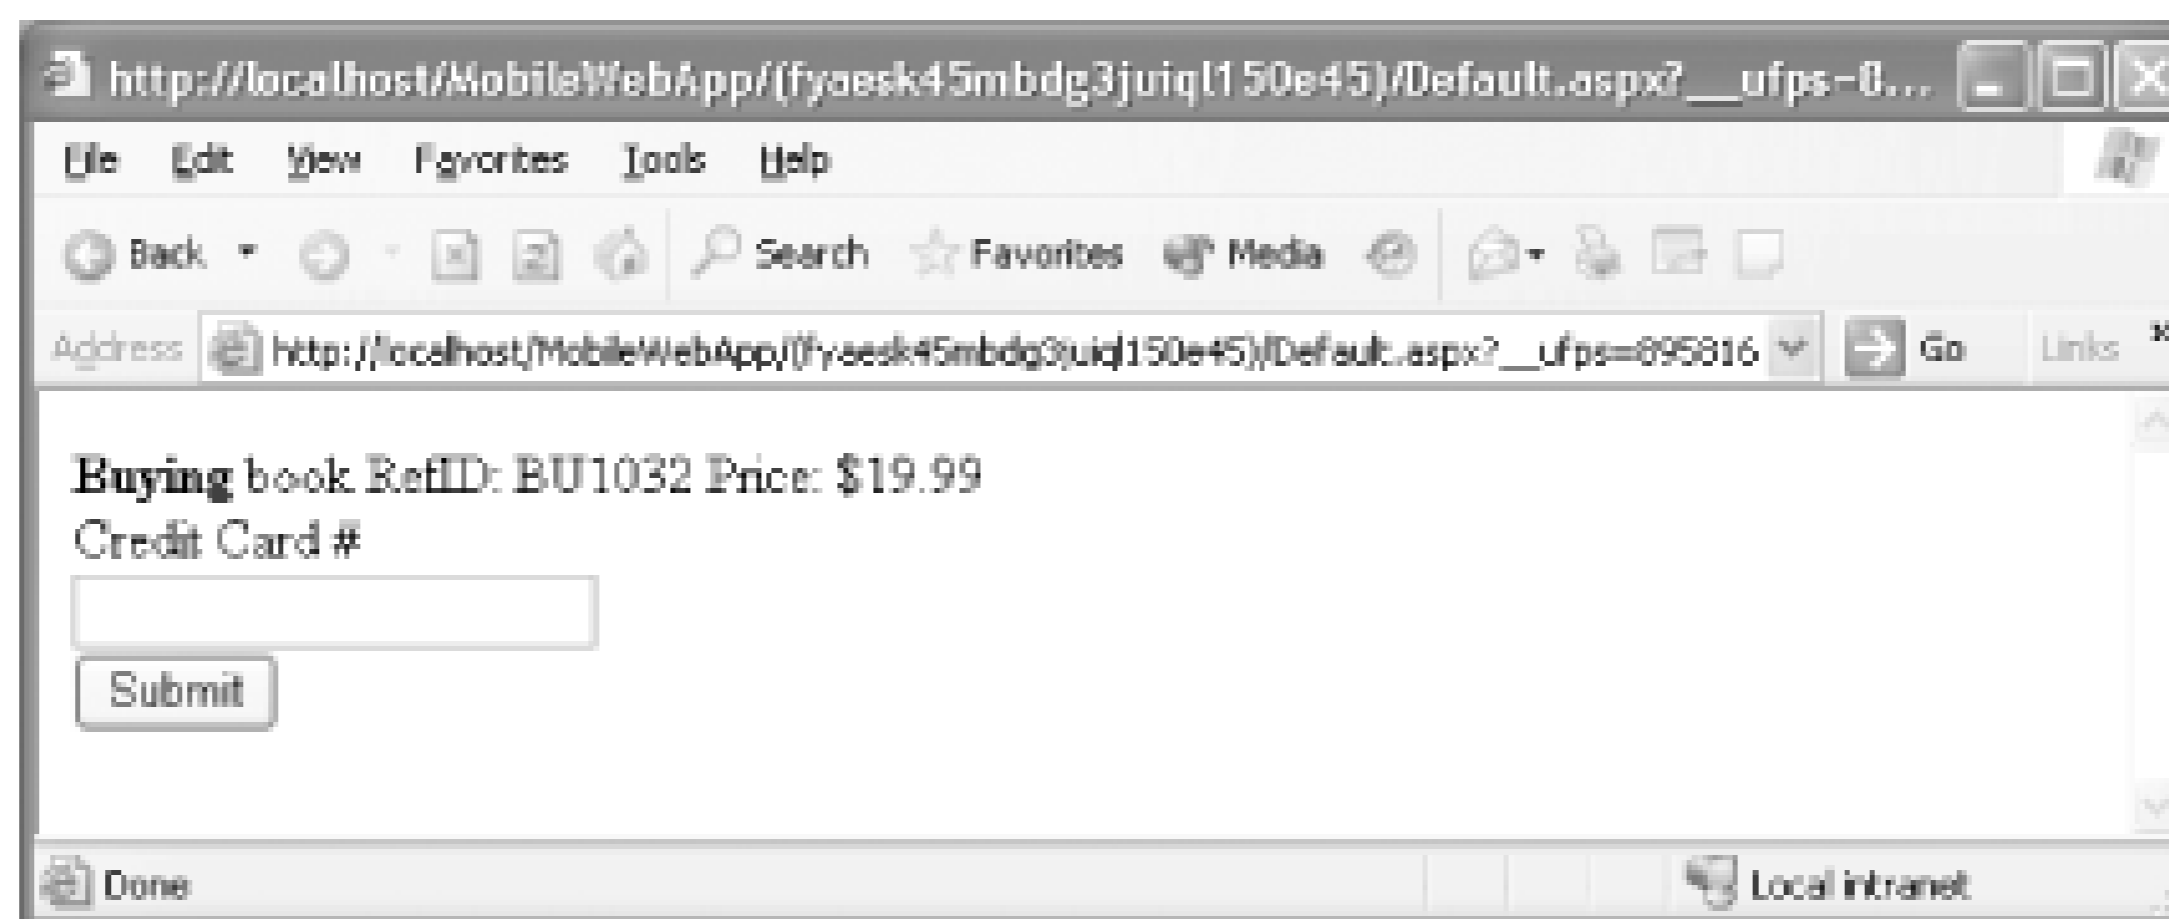 http://localhost/MobileWebApp/(fyaesk45mbdg3juiql150e45)/Default.aspx?__ufps=8...
File Edit View Favorites Tools Help
Back Search Favorites Media
Address http://localhost/MobileWebApp/(fyaesk45mbdg3juiql150e45)/Default.aspx?__ufps=895816 Go Links »
Buying book RefID: BU1032 Price: $19.99
Credit Card #
Submit
Done Local intranet